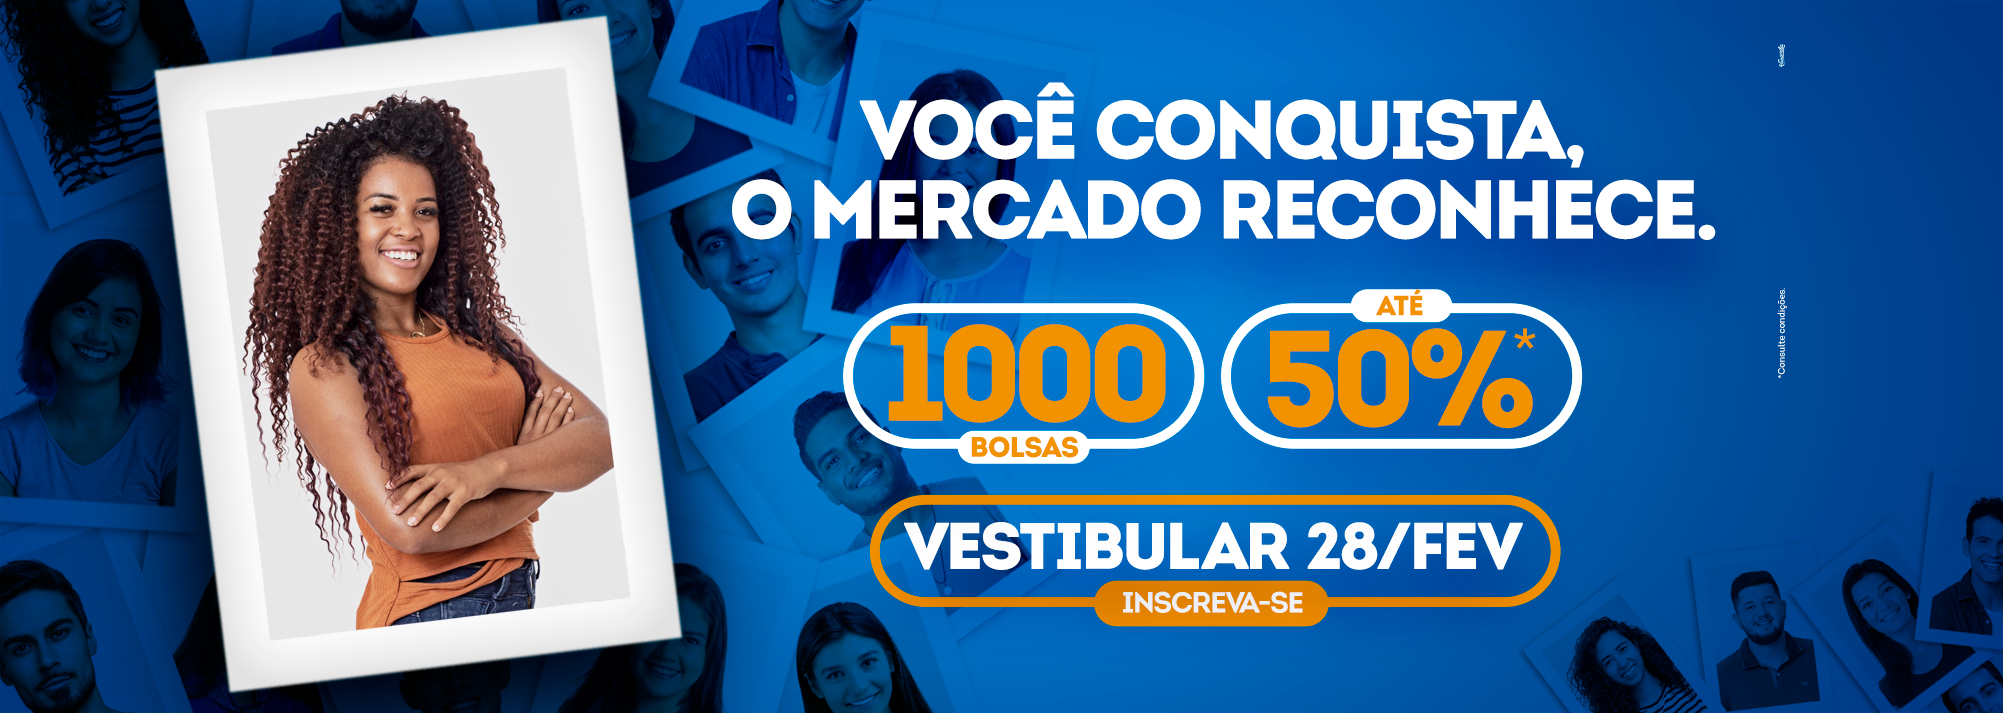 VOCÊ CONQUISTA,
O MERCADO RECONHECE.
1000
BOLSAS
ATÉ
50%*
VESTIBULAR 28/FEV
INSCREVA-SE
*Consulte condições.